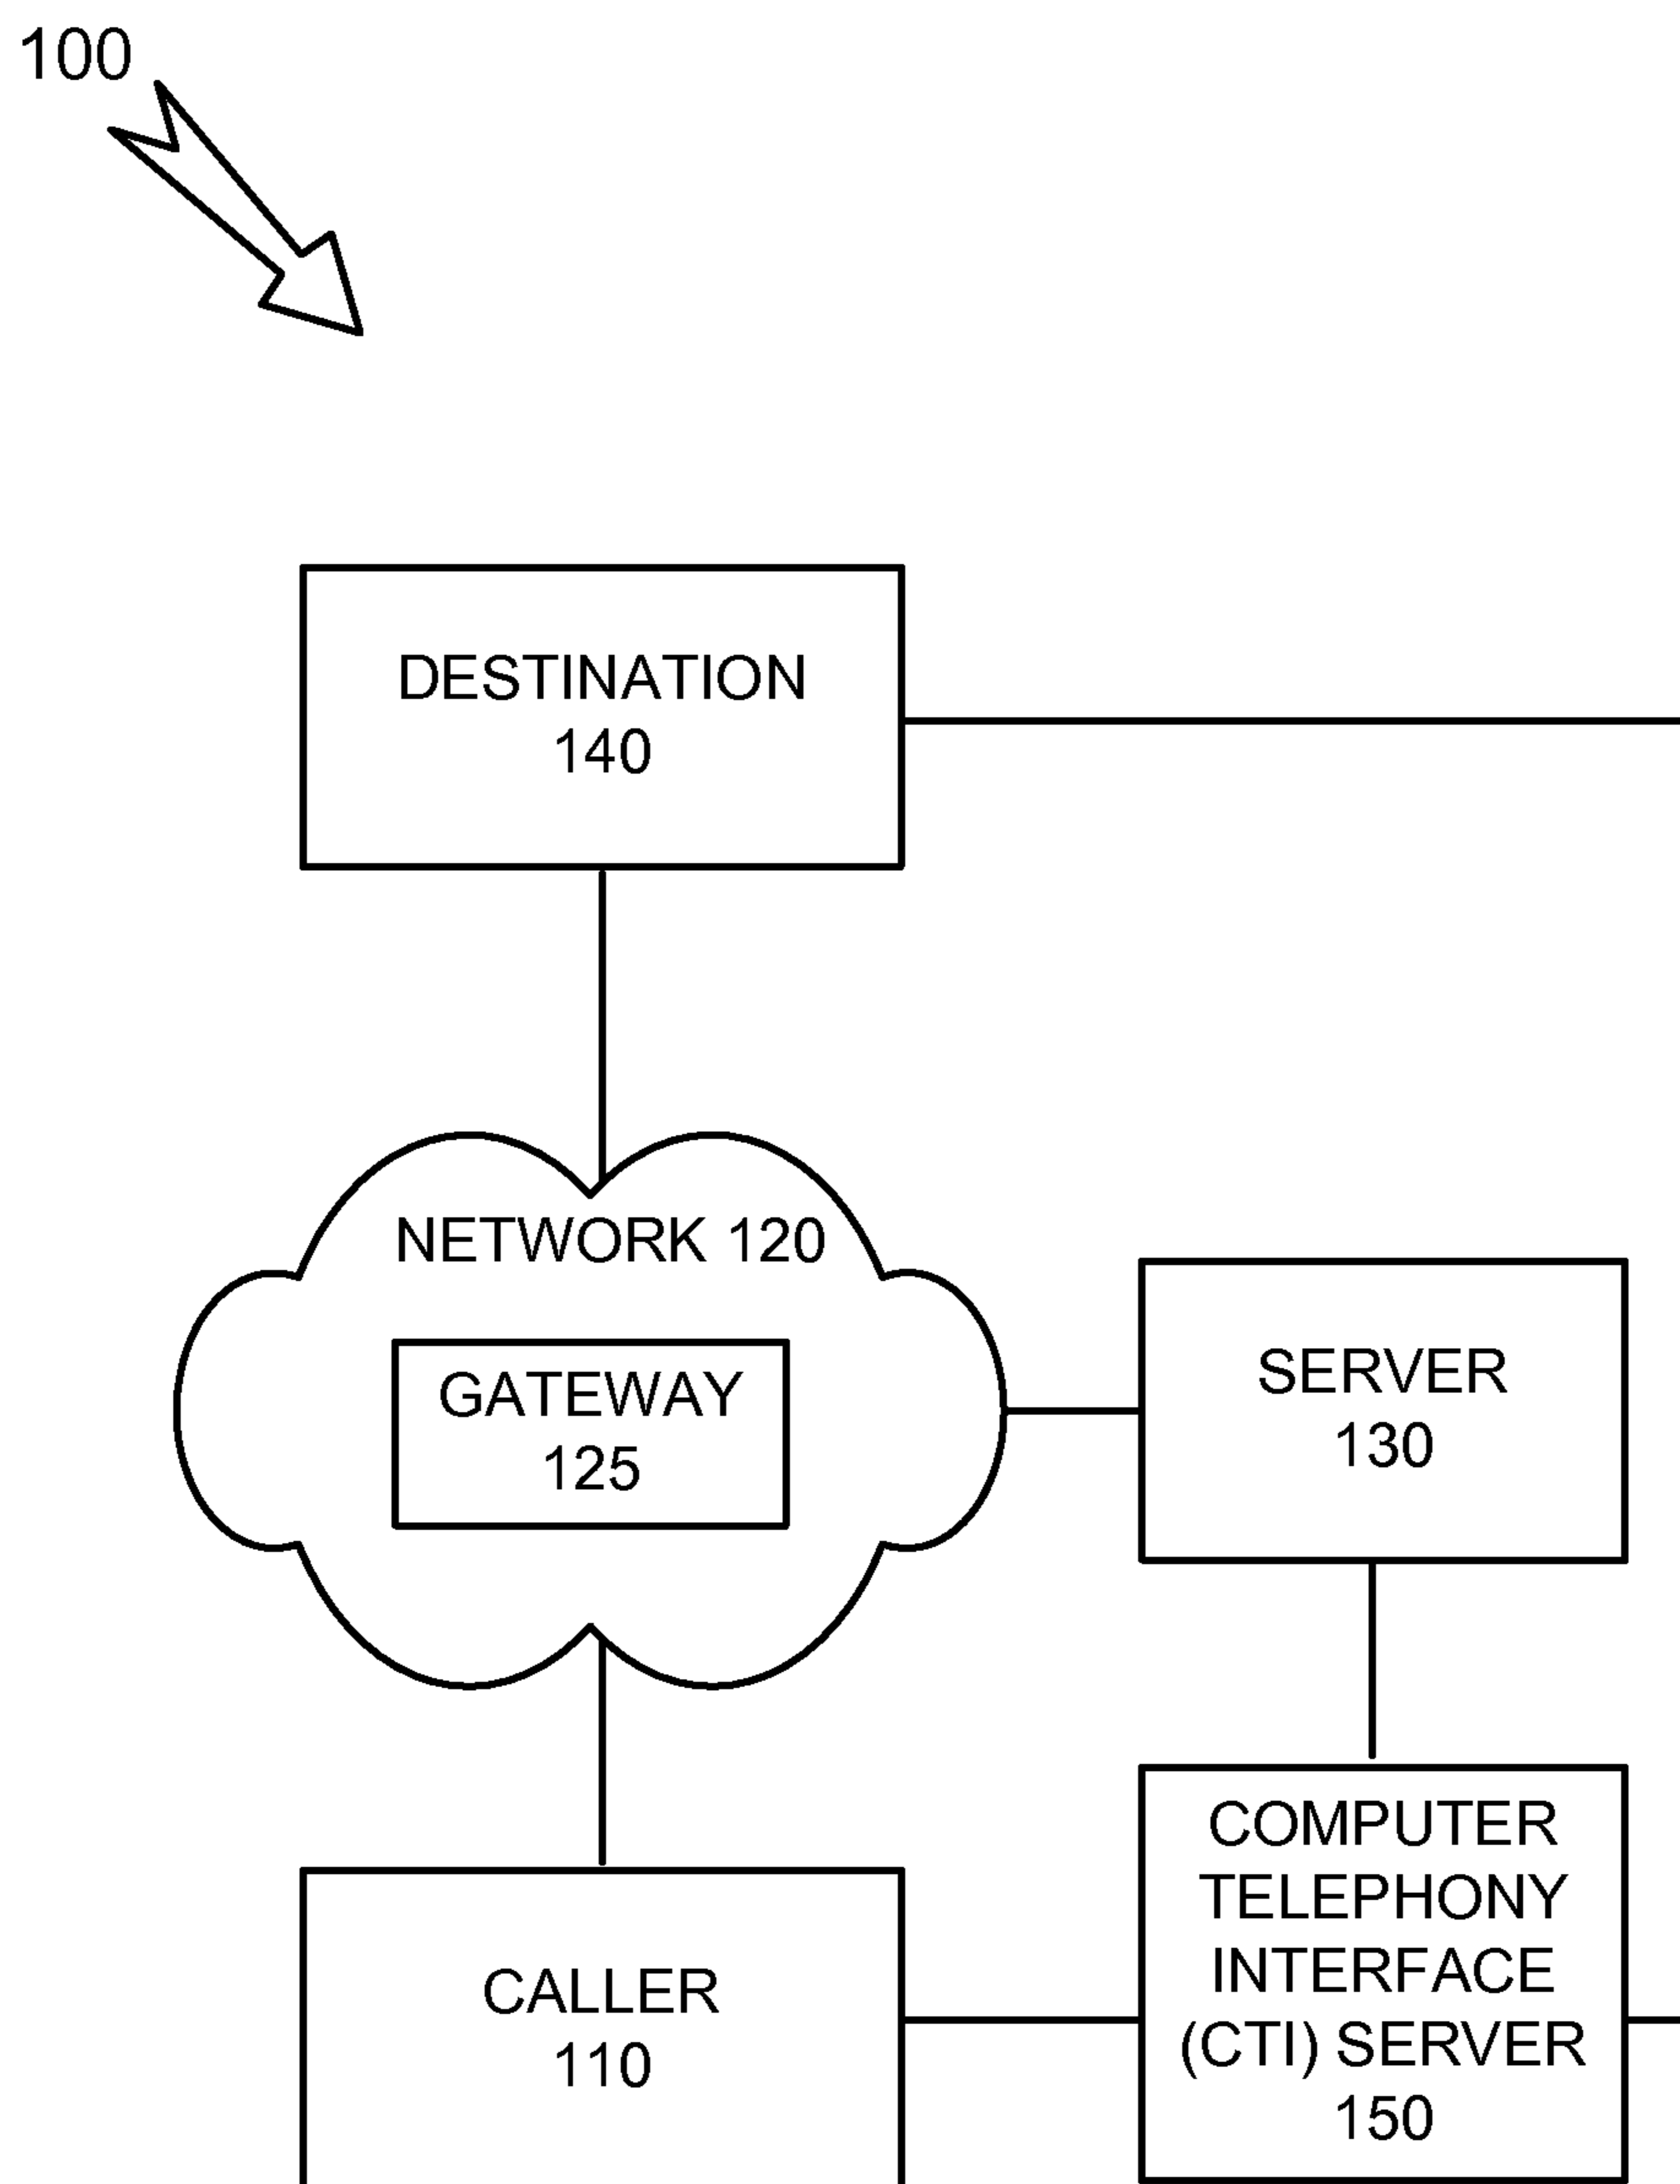 100
DESTINATION
140
NETWORK 120
GATEWAY
125
SERVER
130
COMPUTER
TELEPHONY
INTERFACE
(CTI) SERVER
150
CALLER
110